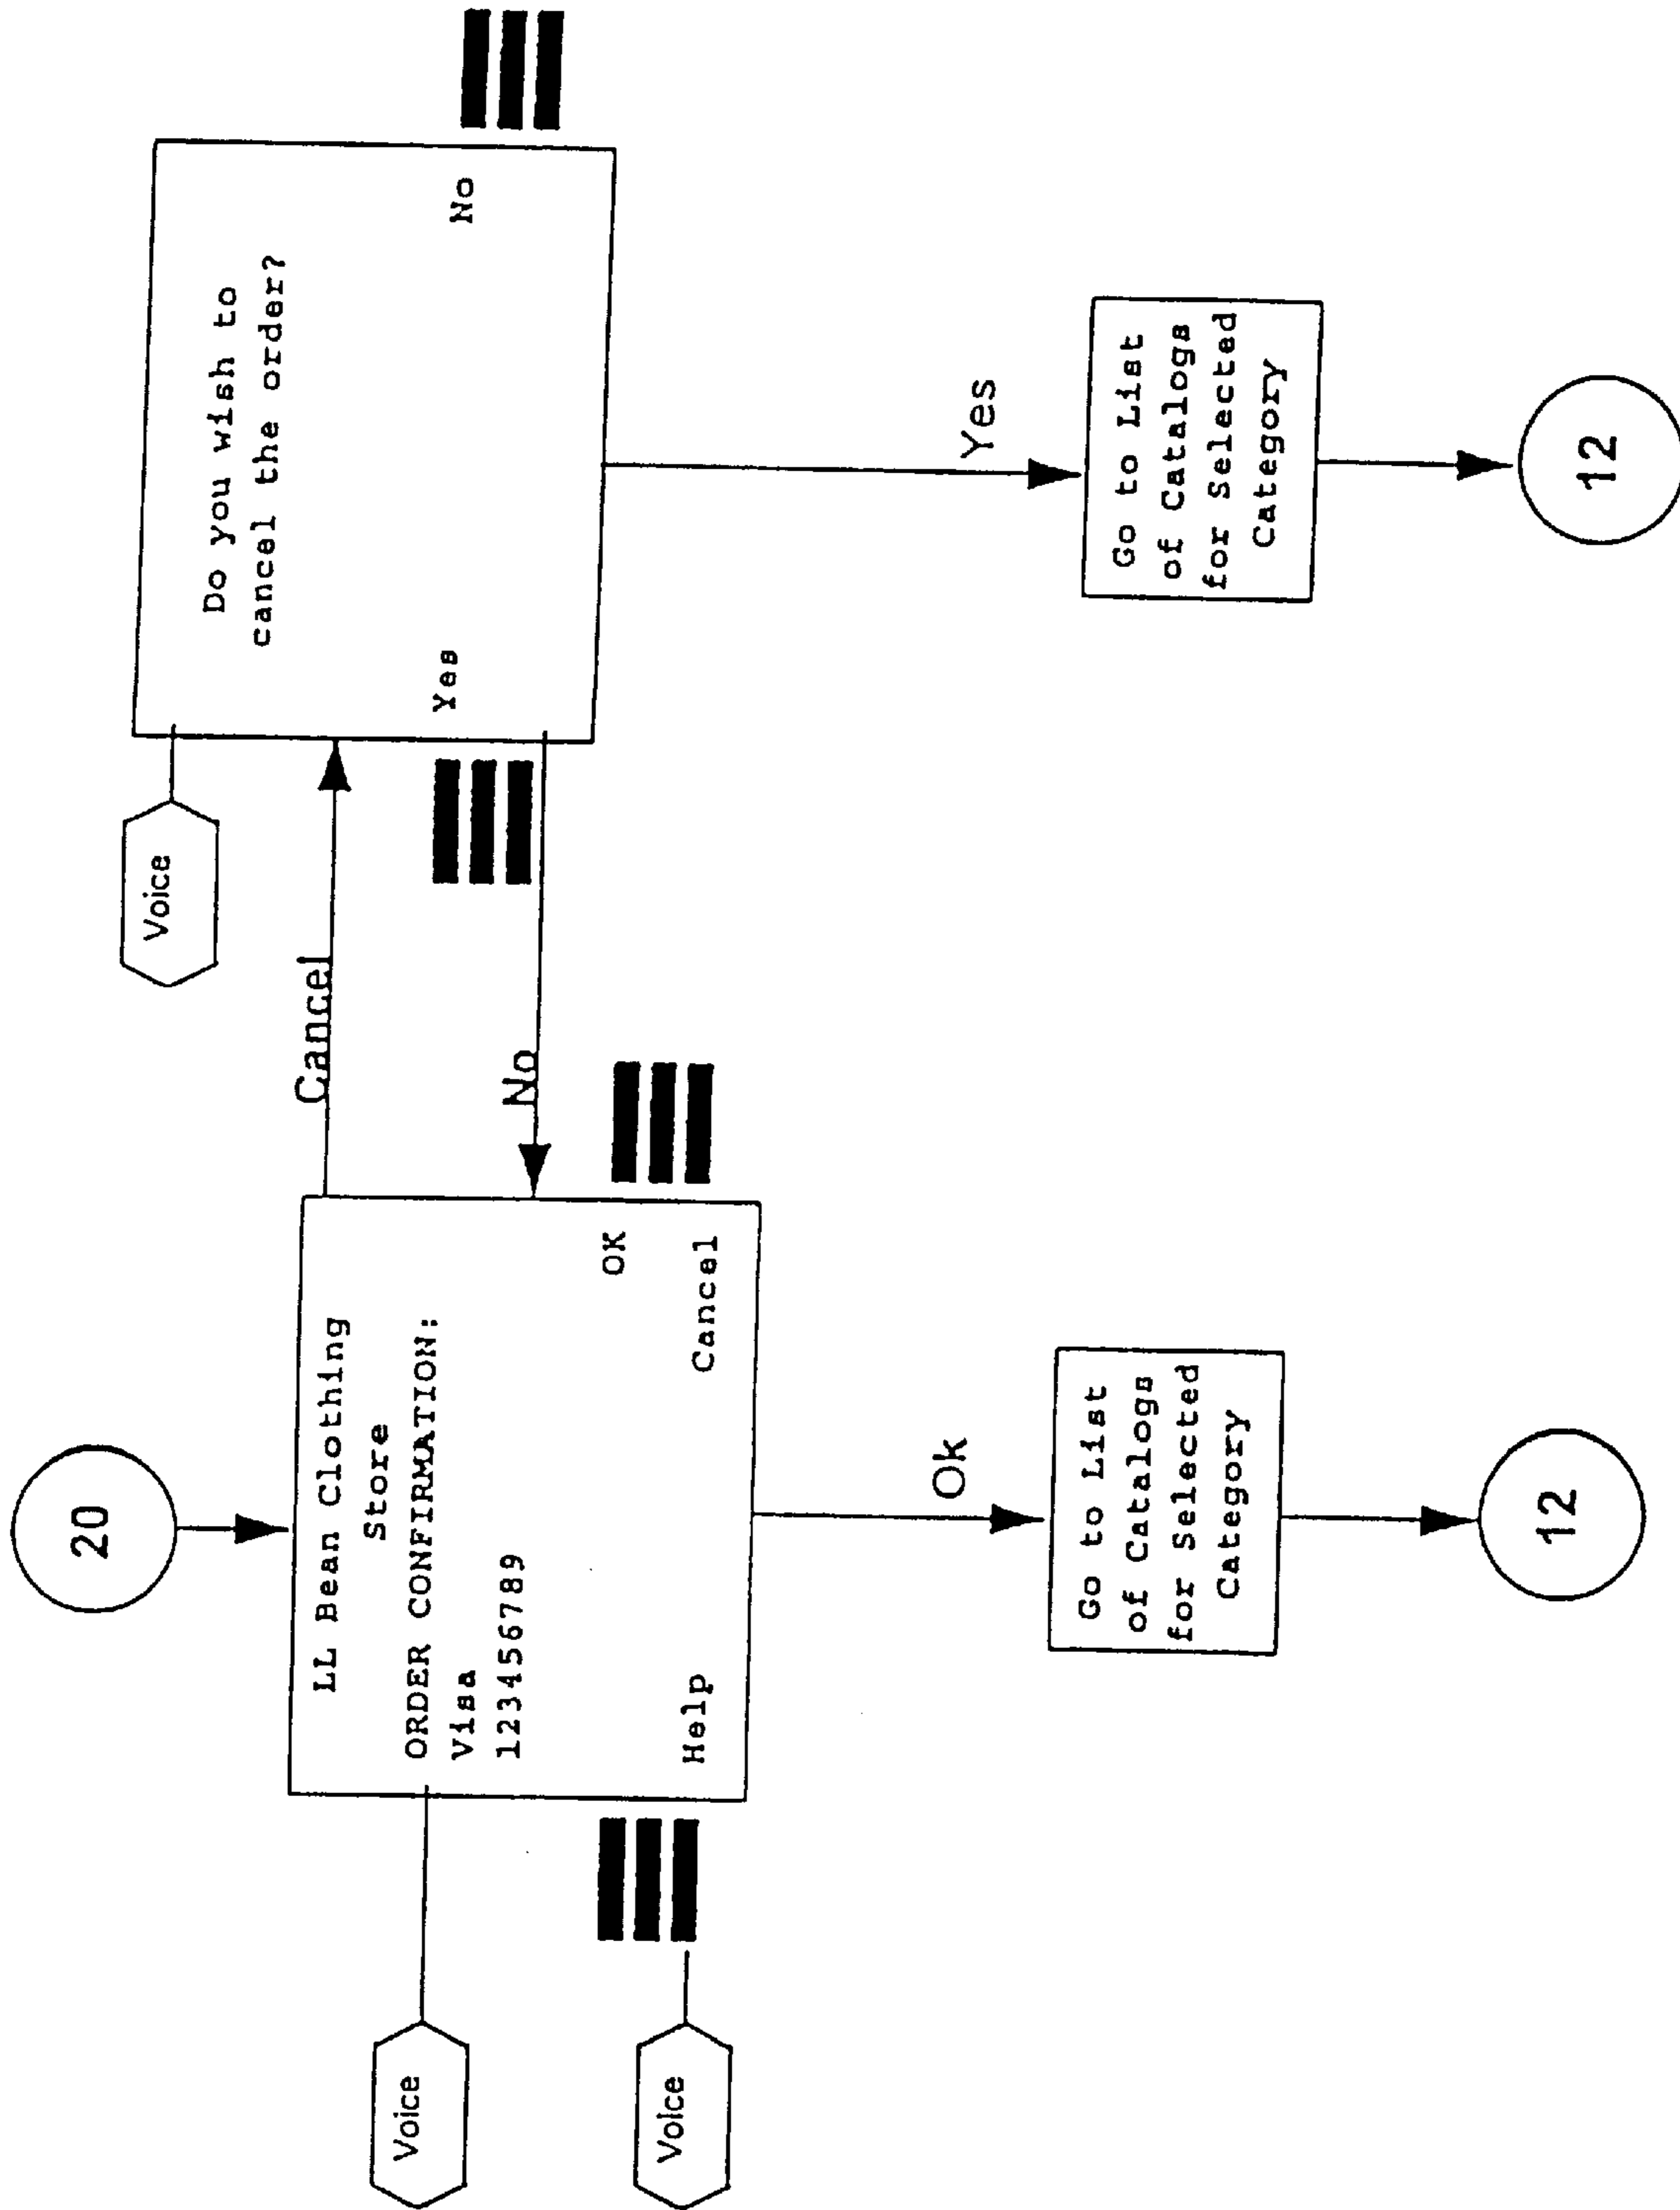 20
LL Bean Clothing
Store
ORDER CONFIRMATION:
Visa
123456789
OK
Help
Cancel
Voice
Voice
Cancel
No
Voice
Do you wish to
cancel the order?
Yes
No
Ok
Go to List
of Catalogs
for Selected
Category
12
Yes
Go to List
of Catalogs
for Selected
Category
12